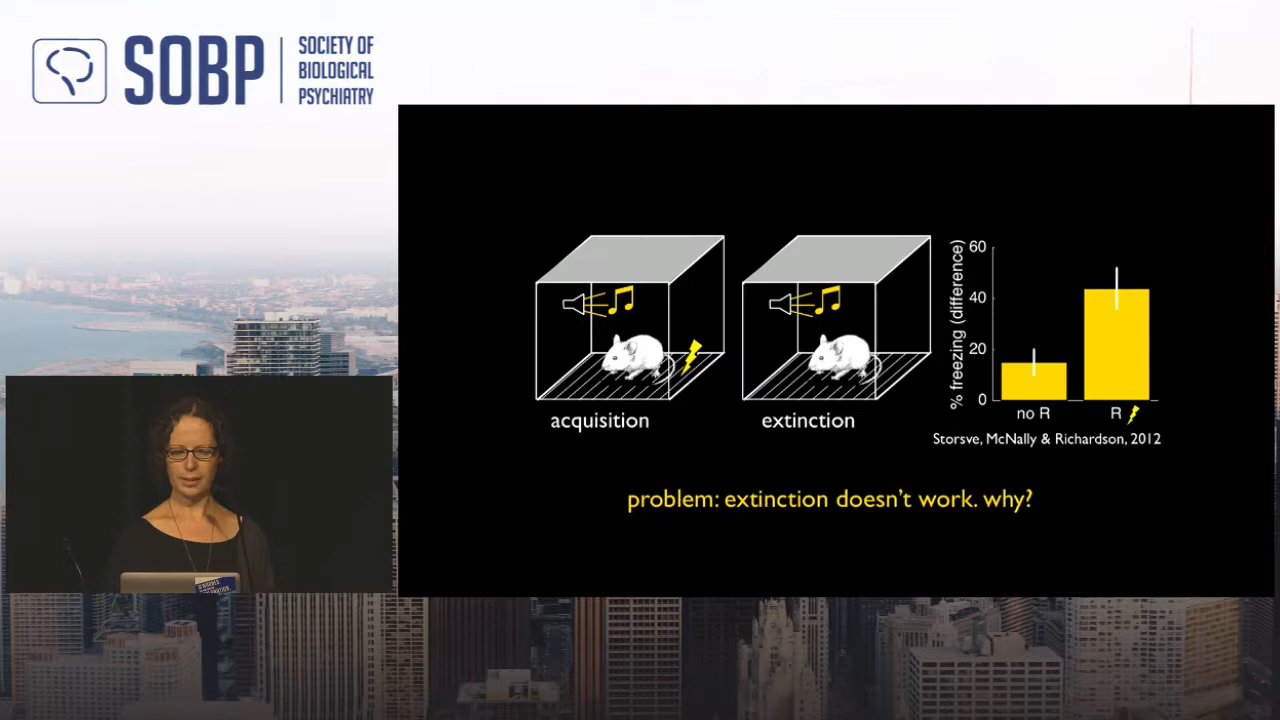 SOBP
SOCIETY OF
BIOLOGICAL
PSYCHIATRY
acquisition
extinction
% freezing (difference)
60
40
20
0
no R
R
Storsve, McNally & Richardson, 2012
problem: extinction doesn't work. why?